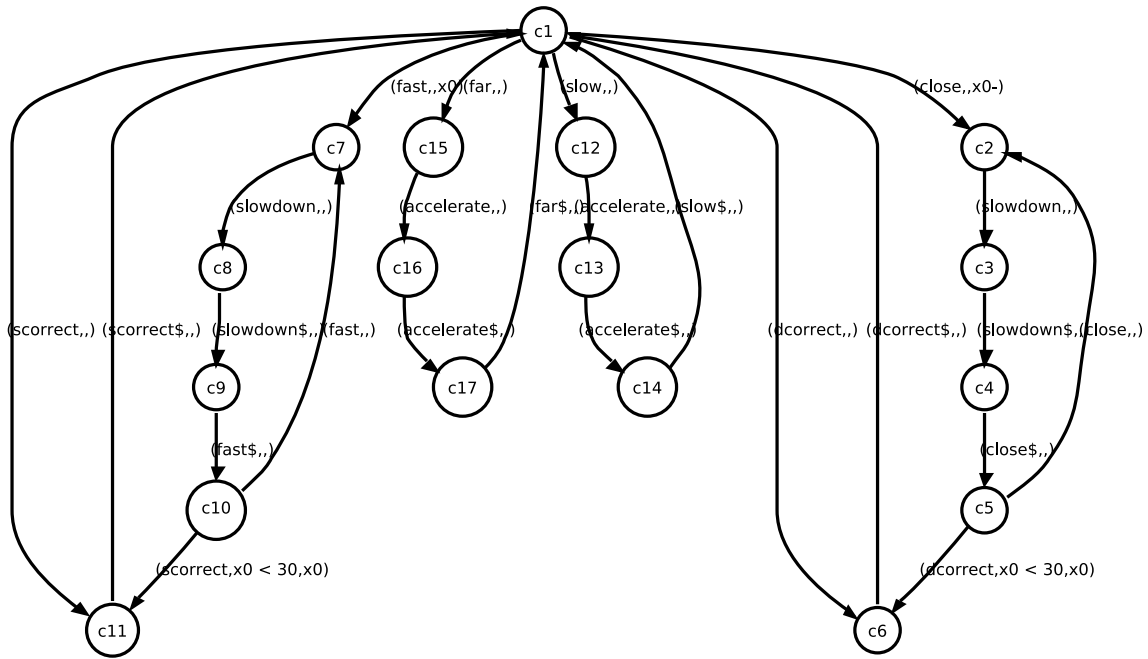 c1
(fast,,x0)
(far,,)
(slow,,)
(close,,x0-)
c7
c15
c12
c2
(slowdown,,)
(accelerate,,)
(far$,,)
(accelerate,,)
(slow$,,)
(slowdown,,)
c8
c16
c13
c3
(scorrect,,)
(scorrect$,,)
(slowdown$,,)
(fast,,)
(accelerate$,,)
(accelerate$,,)
(dcorrect,,)
(dcorrect$,,)
(slowdown$,,)
(close,,)
c9
c17
c14
c4
(fast$,,)
(close$,,)
c10
c5
(scorrect,x0 < 30,x0)
(dcorrect,x0 < 30,x0)
c11
c6